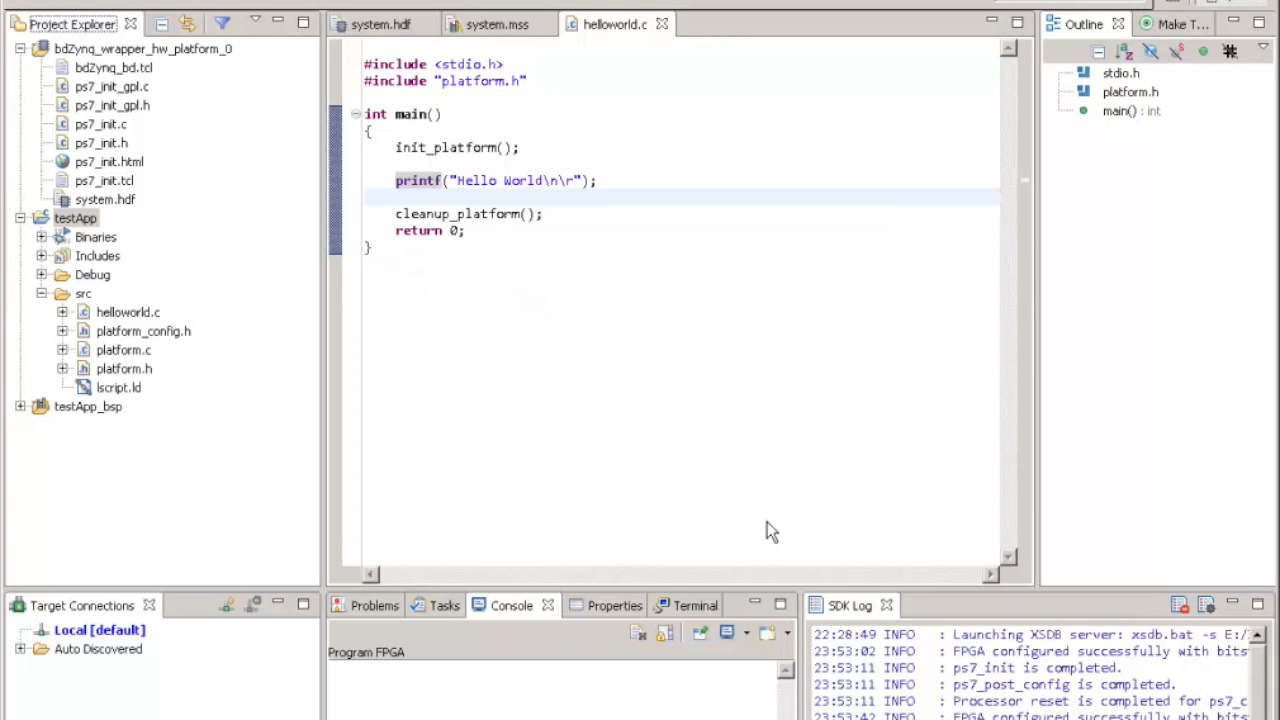 Project Explorer
bdZynq_wrapper_hw_platform_0
bdZynq_bd.tcl
ps7_init_gpl.c
ps7_init_gpl.h
ps7_init.c
ps7_init.h
ps7_init.html
ps7_init.tcl
system.hdf
testApp
Binaries
Includes
Debug
src
helloworld.c
platform_config.h
platform.c
platform.h
lscript.ld
testApp_bsp
system.hdf
system.mss
helloworld.c
#include <stdio.h>
#include "platform.h"
int main()
{
init_platform();
printf("Hello World\n\r");
cleanup_platform();
return 0;
}
Outline
Make T...
stdio.h
platform.h
main() : int
Target Connections
Local [default]
Auto Discovered
Problems
Tasks
Console
Properties
Terminal
Program FPGA
SDK Log
22:28:49 INFO : Launching XSDB server: xsdb.bat -s E:/
23:53:02 INFO : FPGA configured successfully with bits
23:53:11 INFO : ps7_init is completed.
23:53:11 INFO : ps7_post_config is completed.
23:53:11 INFO : Processor reset is completed for ps7_c
23:53:42 INFO : FPGA configured successfully with bits